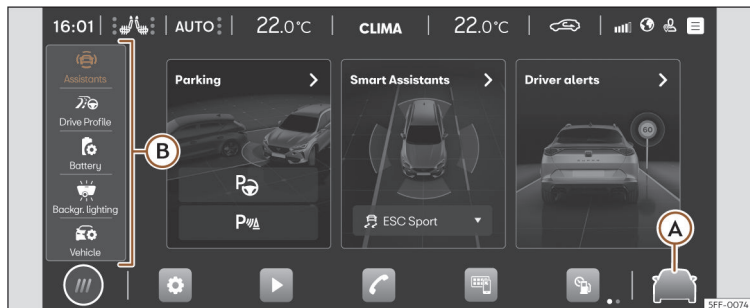 16:01 AUTO 22.0°C CLIMA 22.0°C
Assistants
Drive Profile
Battery
Backgr. lighting
Vehicle
B
Parking
P
P
Smart Assistants
ESC Sport
Driver alerts
60
A
5FF-0074